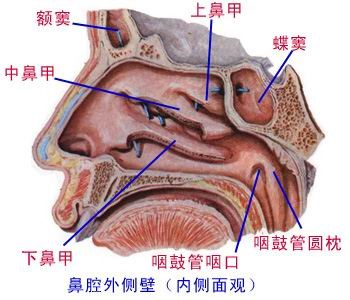 额窦
上鼻甲
蝶窦
中鼻甲
下鼻甲
咽鼓管咽口
咽鼓管圆枕
鼻腔外侧壁（内侧面观）